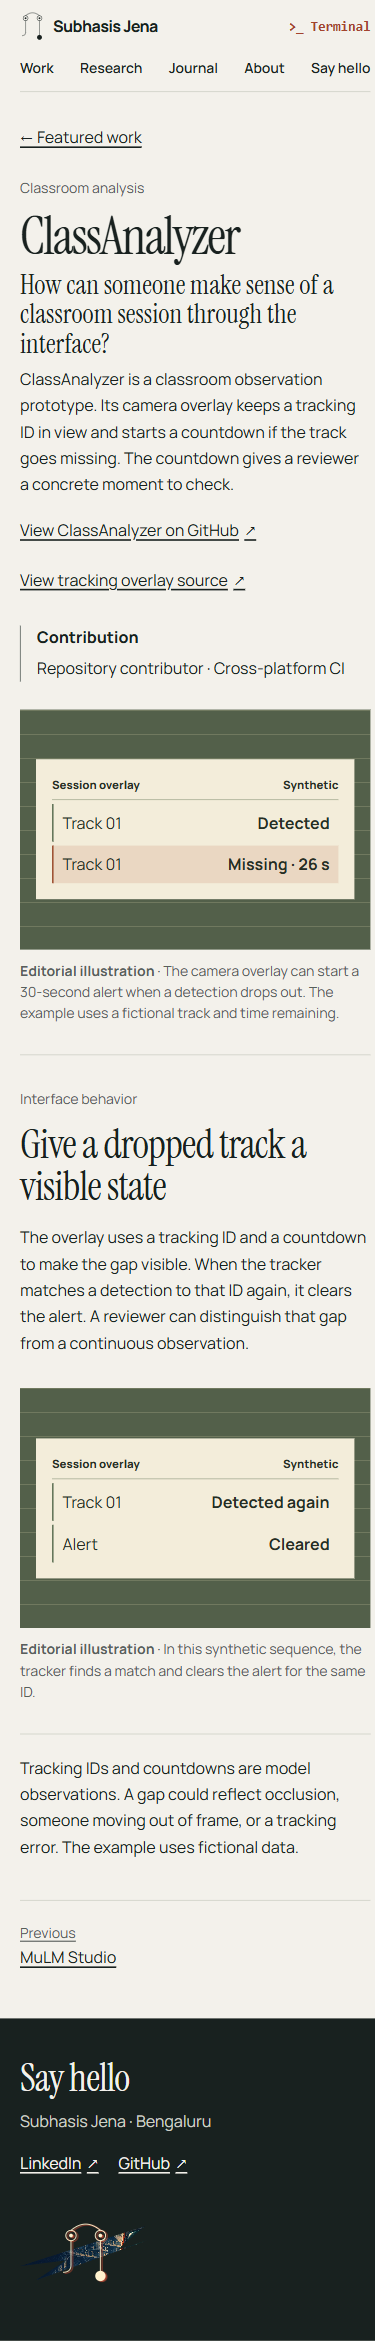 Subhasis Jena
>_ Terminal
Work Research Journal About Say hello
← Featured work
Classroom analysis
ClassAnalyzer
How can someone make sense of a
classroom session through the
interface?
ClassAnalyzer is a classroom observation
prototype. Its camera overlay keeps a tracking
ID in view and starts a countdown if the track
goes missing. The countdown gives a reviewer
a concrete moment to check.
View ClassAnalyzer on GitHub ↗
View tracking overlay source ↗
Contribution
Repository contributor · Cross-platform CI
Session overlay Synthetic
Track 01 Detected
Track 01 Missing · 26 s
Editorial illustration · The camera overlay can start a
30-second alert when a detection drops out. The
example uses a fictional track and time remaining.
Interface behavior
Give a dropped track a
visible state
The overlay uses a tracking ID and a countdown
to make the gap visible. When the tracker
matches a detection to that ID again, it clears
the alert. A reviewer can distinguish that gap
from a continuous observation.
Session overlay Synthetic
Track 01 Detected again
Alert Cleared
Editorial illustration · In this synthetic sequence, the
tracker finds a match and clears the alert for the same
ID.
Tracking IDs and countdowns are model
observations. A gap could reflect occlusion,
someone moving out of frame, or a tracking
error. The example uses fictional data.
Previous
MuLM Studio
Say hello
Subhasis Jena · Bengaluru
LinkedIn ↗ GitHub ↗